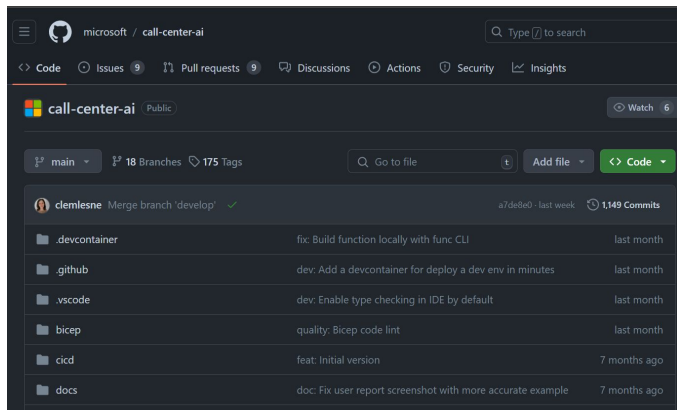 microsoft / call-center-ai
Type / to search
Code
Issues 9
Pull requests 9
Discussions
Actions
Security
Insights
call-center-ai Public
Watch 6
main
18 Branches
175 Tags
Go to file t
Add file
Code
clemlesne Merge branch 'develop'
a7de8e0 · last week
1,149 Commits
.devcontainer fix: Build function locally with func CLI last month
.github dev: Add a devcontainer for deploy a dev env in minutes last month
.vscode dev: Enable type checking in IDE by default last month
bicep quality: Bicep code lint last month
cicd feat: Initial version 7 months ago
docs doc: Fix user report screenshot with more accurate example 7 months ago